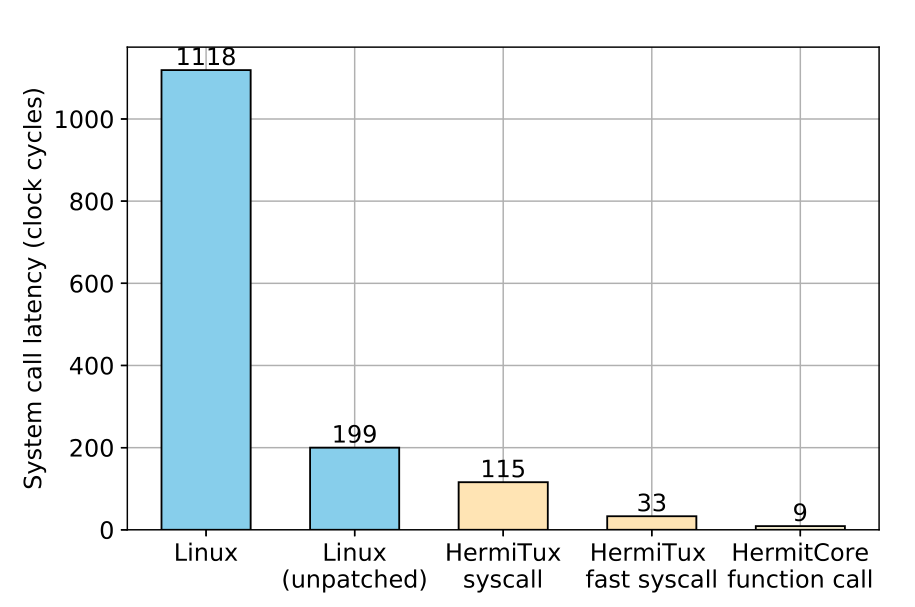 1118
199
115
33
9
System call latency (clock cycles)
1000
800
600
400
200
0
Linux
Linux
(unpatched)
HermiTux
syscall
HermiTux
fast syscall
HermitCore
function call